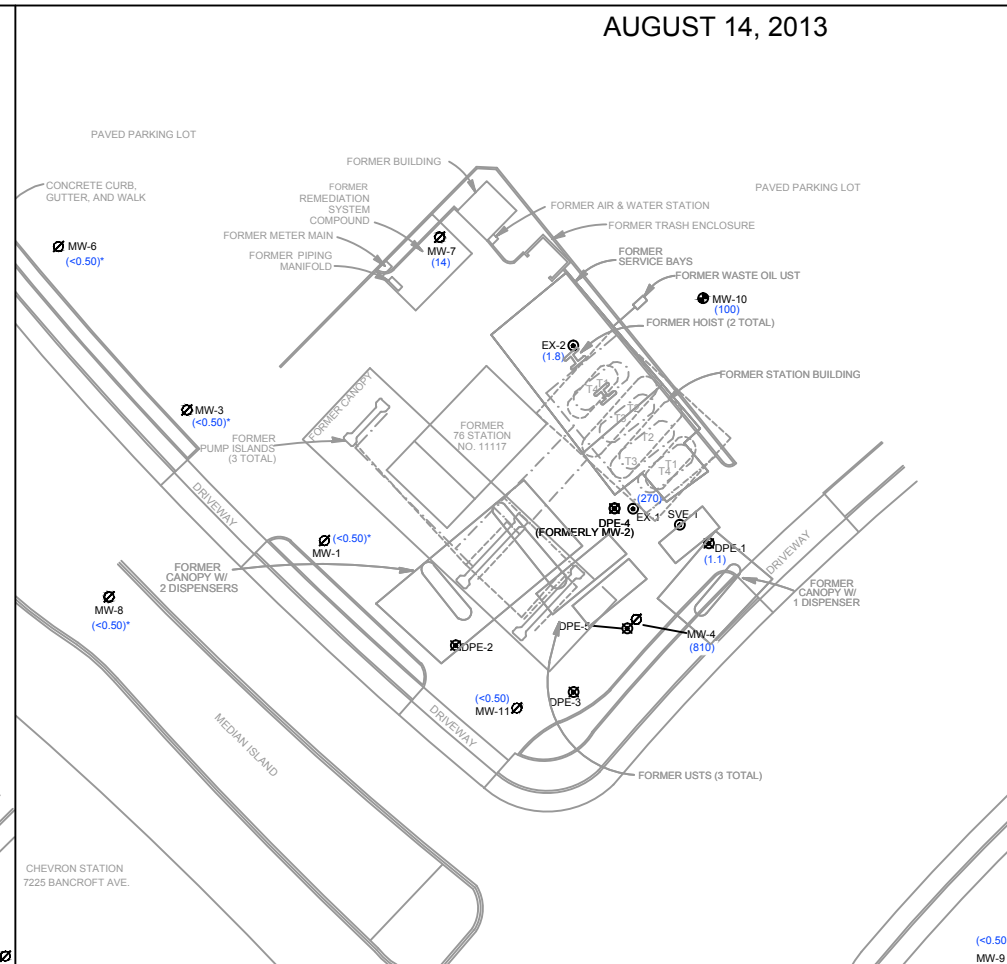 AUGUST 14, 2013
PAVED PARKING LOT
FORMER BUILDING
CONCRETE CURB,
GUTTER, AND WALK
FORMER
REMEDIATION
SYSTEM
COMPOUND
PAVED PARKING LOT
FORMER AIR & WATER STATION
FORMER TRASH ENCLOSURE
FORMER METER MAIN
MW-6
(<0.50)*
MW-7
(14)
FORMER PIPING
MANIFOLD
FORMER
SERVICE BAYS
FORMER WASTE OIL UST
MW-10
(100)
FORMER HOIST (2 TOTAL)
EX-2
(1.8)
FORMER STATION BUILDING
FORMER CANOPY
T4
T1
T3
T2
T2
T3
T1
T4
MW-3
(<0.50)*
FORMER
PUMP ISLANDS
(3 TOTAL)
FORMER
76 STATION
NO. 11117
DRIVEWAY
(270)
EX-1
SVE-1
DPE-4
(FORMERLY MW-2)
MW-1
(<0.50)*
DPE-1
(1.1)
DRIVEWAY
FORMER
CANOPY W/
2 DISPENSERS
FORMER
CANOPY W/
1 DISPENSER
MW-8
(<0.50)*
DPE-5
MW-4
(810)
DPE-2
(<0.50)
MW-11
DPE-3
DRIVEWAY
MEDIAN ISLAND
FORMER USTS (3 TOTAL)
CHEVRON STATION
7225 BANCROFT AVE.
(<0.50
MW-9